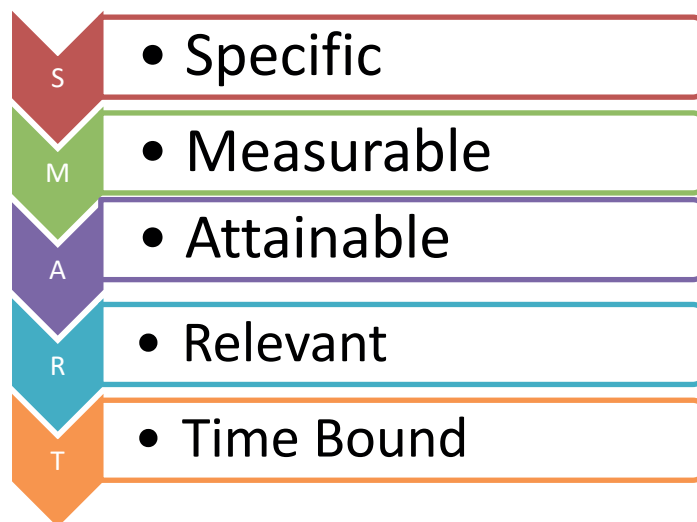 S
• Specific
M
• Measurable
A
• Attainable
R
• Relevant
T
• Time Bound